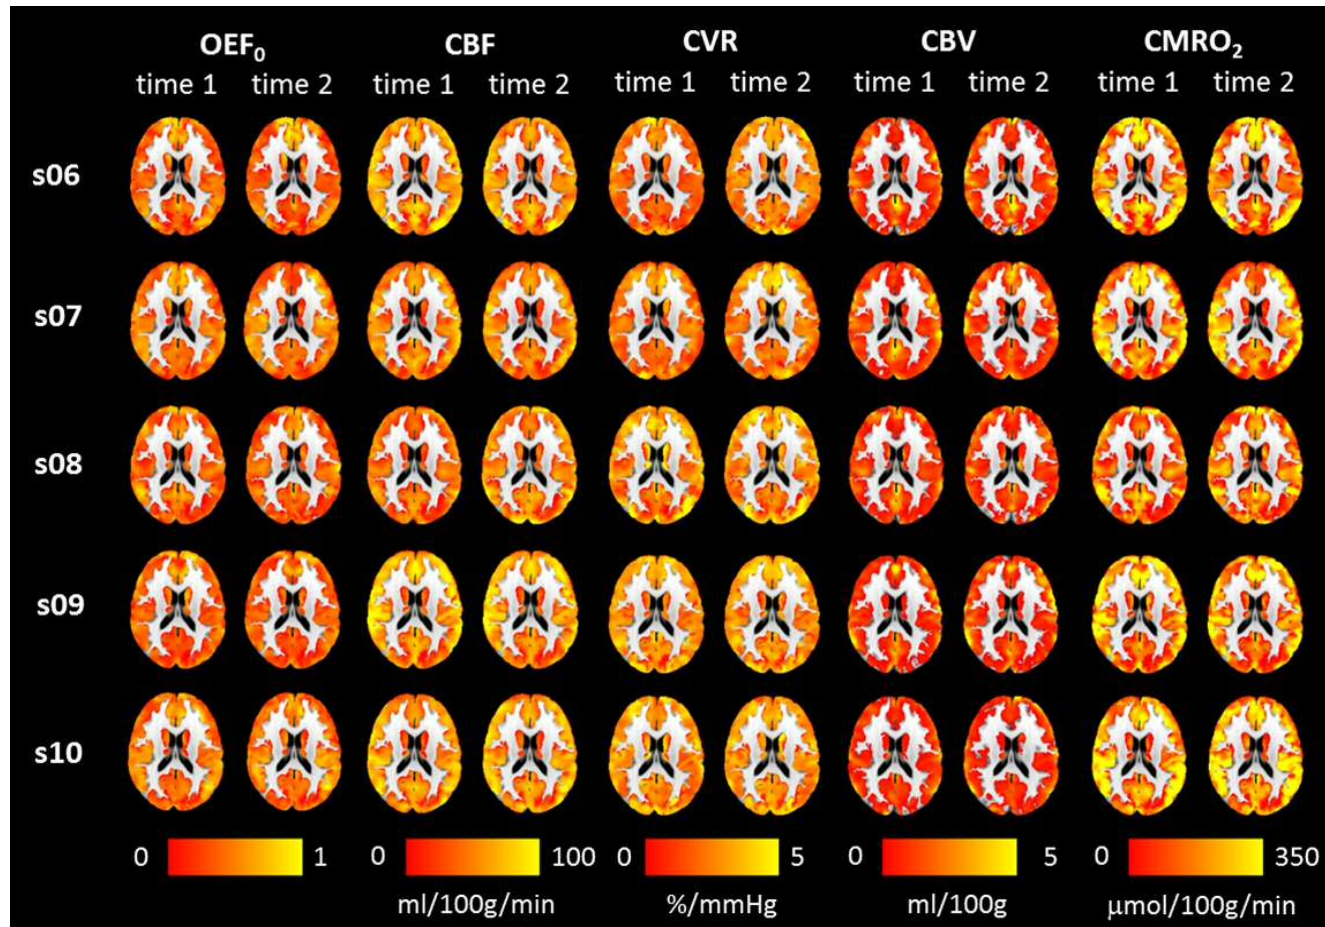 OEF₀ CBF CVR CBV CMRO₂
time 1 time 2 time 1 time 2 time 1 time 2 time 1 time 2 time 1 time 2
s06
s07
s08
s09
s10
0 1 0 100 0 5 0 5 0 350
ml/100g/min %/mmHg ml/100g μmol/100g/min